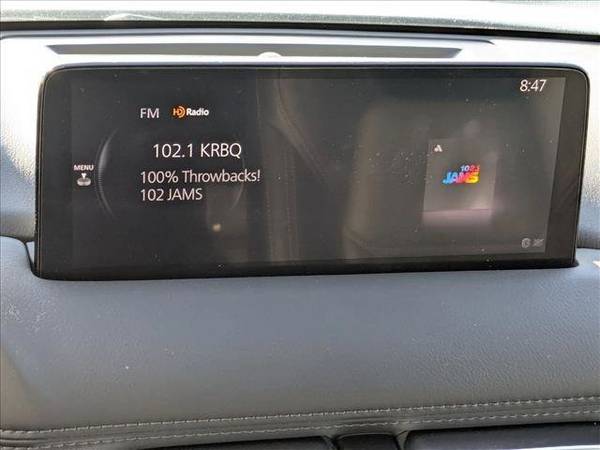 8:47
FM HD Radio
102.1 KRBQ
MENU
100% Throwbacks!
102 JAMS
102.1
JAMS